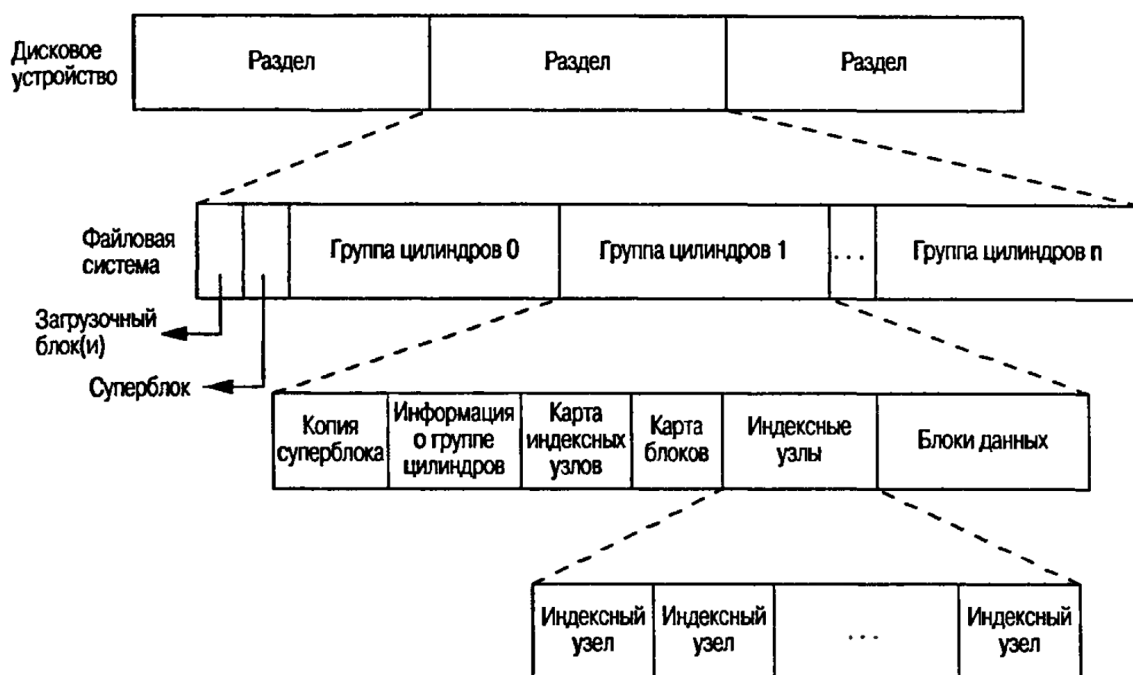 Дисковое
устройство
Раздел
Раздел
Раздел
Файловая
система
Группа цилиндров 0
Группа цилиндров 1
...
Группа цилиндров n
Загрузочный
блок(и)
Суперблок
Копия
суперблока
Информация
о группе
цилиндров
Карта
индексных
узлов
Карта
блоков
Индексные
узлы
Блоки данных
Индексный
узел
Индексный
узел
...
Индексный
узел